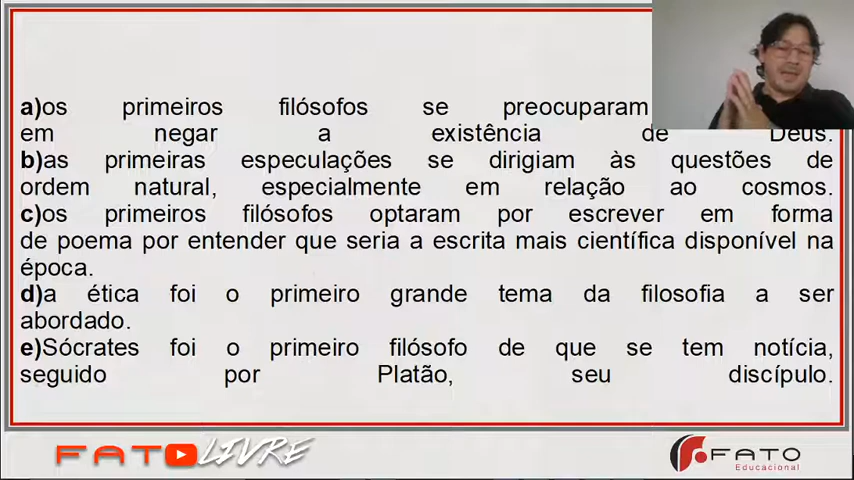 a)os primeiros filósofos se preocuparam
em negar a existência de Deus.
b)as primeiras especulações se dirigiam às questões de
ordem natural, especialmente em relação ao cosmos.
c)os primeiros filósofos optaram por escrever em forma
de poema por entender que seria a escrita mais científica disponível na
época.
d)a ética foi o primeiro grande tema da filosofia a ser
abordado.
e)Sócrates foi o primeiro filósofo de que se tem notícia,
seguido por Platão, seu discípulo.
FATO LIVRE
FATO
Educacional